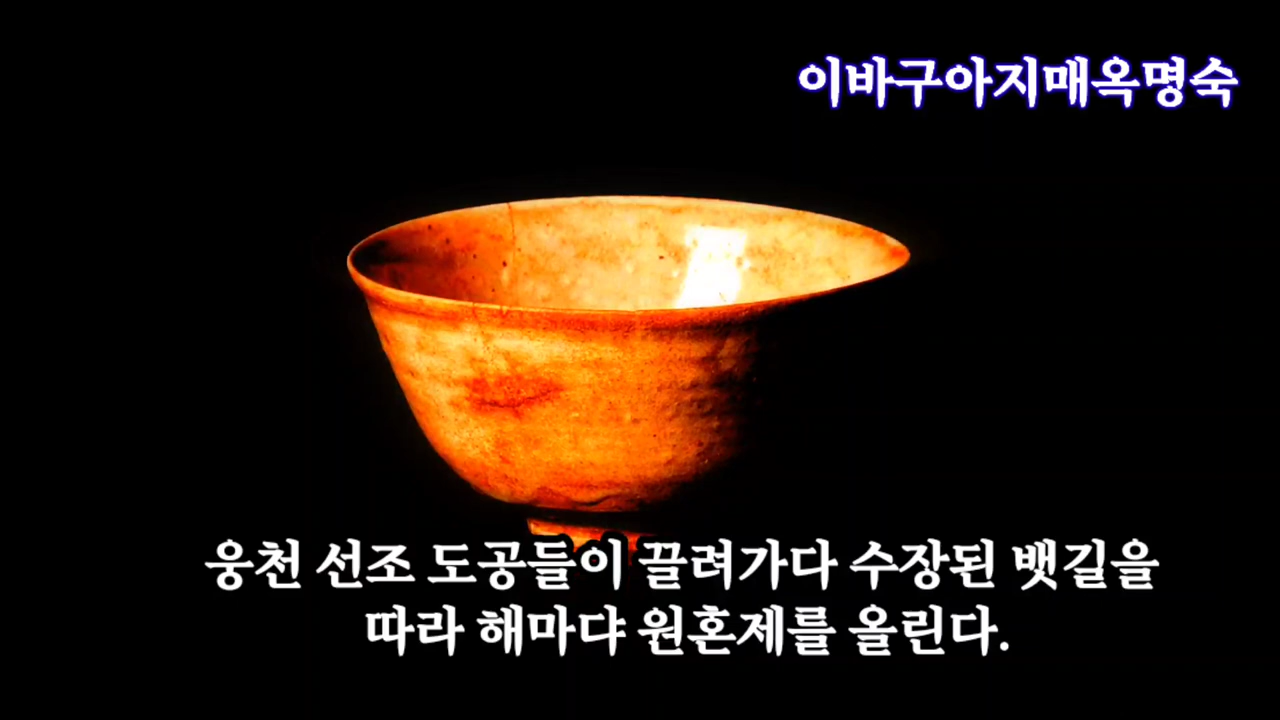 이바구아지매옥명숙
웅천 선조 도공들이 끌려가다 수장된 뱃길을
따라 해마다 원혼제를 올린다.